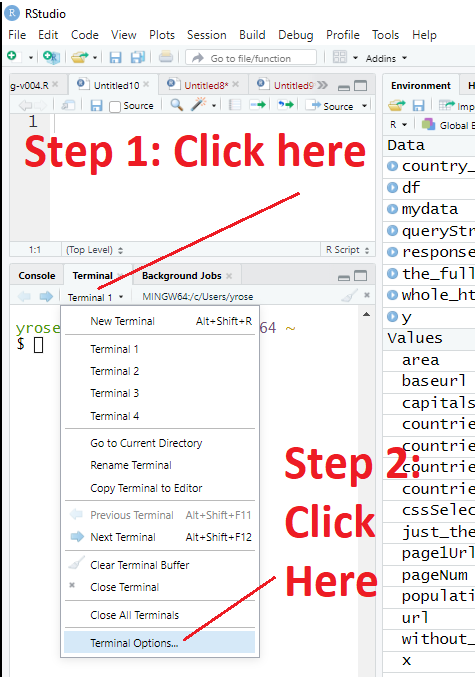 RStudio
File Edit Code View Plots Session Build Debug Profile Tools Help
Go to file/function Addins
g-v004.R Untitled10 Untitled8* Untitled9
Source Source
1
Step 1: Click here
1:1 (Top Level) R Script
Console Terminal Background Jobs
Terminal 1 MINGW64:/c/Users/yrose
yrose 64 ~
$
New Terminal Alt+Shift+R
Terminal 1
Terminal 2
Terminal 3
Terminal 4
Go to Current Directory
Rename Terminal
Copy Terminal to Editor
Previous Terminal Alt+Shift+F11
Next Terminal Alt+Shift+F12
Clear Terminal Buffer
Close Terminal
Close All Terminals
Terminal Options...
Step 2:
Click
Here
Environment H
Imp
R Global E
Data
country_
df
mydata
queryStr
response
the_full
whole_ht
y
Values
area
baseurl
capitals
countrie
countrie
countrie
countrie
cssSelec
just_the
page1Url
pageNum
populati
url
without_
x